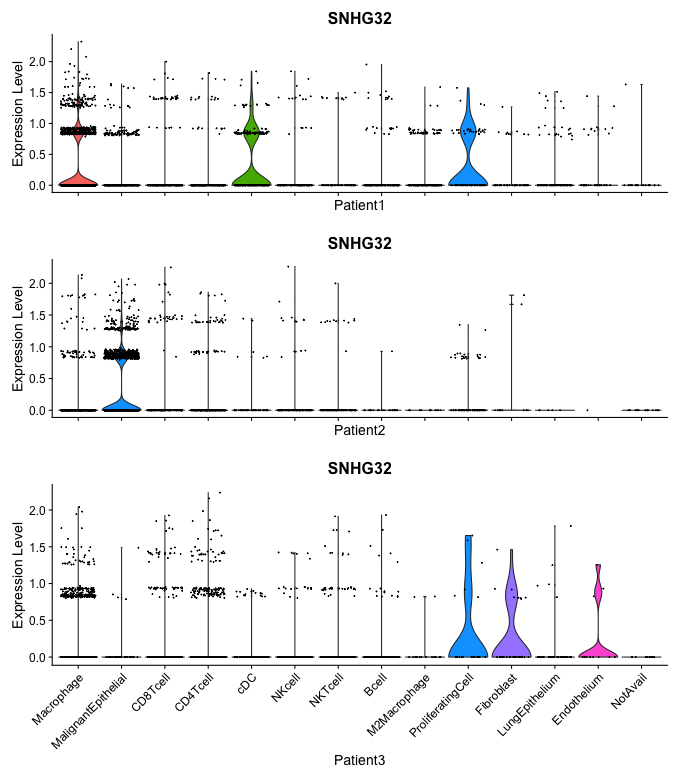 SNHG32
Expression Level
2.0
1.5
1.0
0.5
0.0
Patient1
SNHG32
Expression Level
2.0
1.5
1.0
0.5
0.0
Patient2
SNHG32
Expression Level
2.0
1.5
1.0
0.5
0.0
Macrophage
MalignantEpithelial
CD8Tcell
CD4Tcell
cDC
NKcell
NKTcell
Bcell
M2Macrophage
ProliferatingCell
Fibroblast
LungEpithelium
Endothelium
NotAvail
Patient3